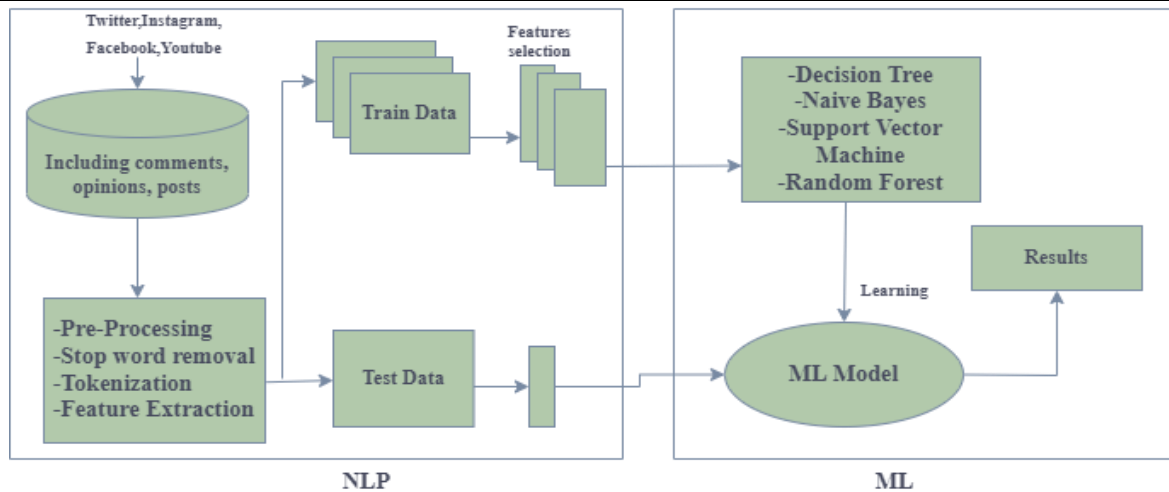 Twitter,Instagram,
Facebook,Youtube
Including comments,
opinions, posts
-Pre-Processing
-Stop word removal
-Tokenization
-Feature Extraction
Train Data
Features
selection
Test Data
NLP
-Decision Tree
-Naive Bayes
-Support Vector
Machine
-Random Forest
Learning
ML Model
Results
ML